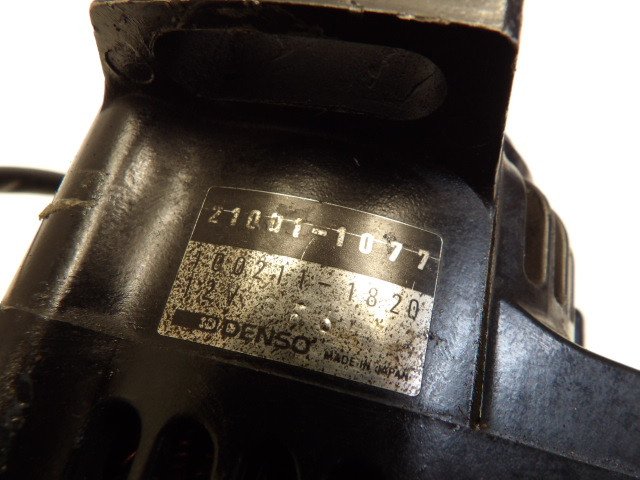 21001-1077
100211-1820
12V
DENSO MADE IN JAPAN